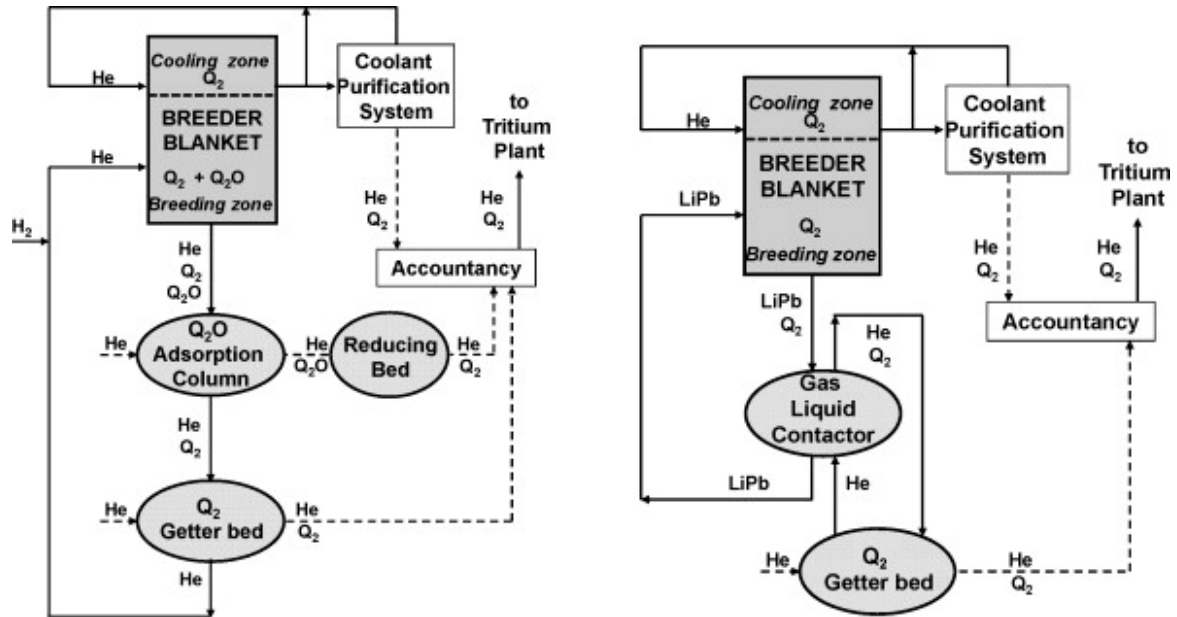 Cooling zone
Q₂
He
Coolant
Purification
System
to
Tritium
Plant
BREEDER
BLANKET
He
Q₂ + Q₂O
Breeding zone
He
Q₂
He
Q₂
H₂
He
Q₂
Q₂O
Accountancy
Q₂O
Adsorption
Column
He
He
Q₂O
Reducing
Bed
He
Q₂
He
Q₂
Q₂
Getter bed
He
He
Q₂
He
Cooling zone
Q₂
He
Coolant
Purification
System
to
Tritium
Plant
BREEDER
BLANKET
LiPb
Q₂
Breeding zone
He
Q₂
He
Q₂
LiPb
Q₂
Accountancy
He
Q₂
Gas
Liquid
Contactor
LiPb
He
Q₂
Getter bed
He
He
Q₂